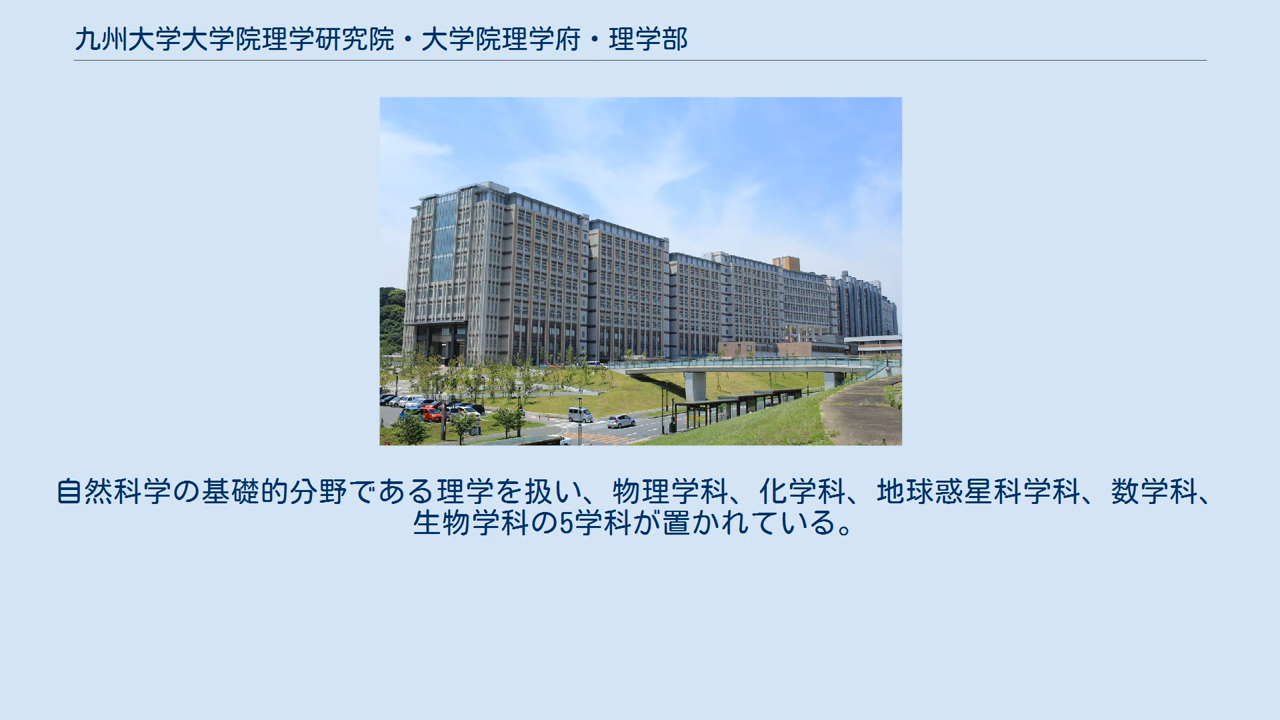 九州大学大学院理学研究院・大学院理学府・理学部
自然科学の基礎的分野である理学を扱い、物理学科、化学科、地球惑星科学科、数学科、
生物学科の5学科が置かれている。